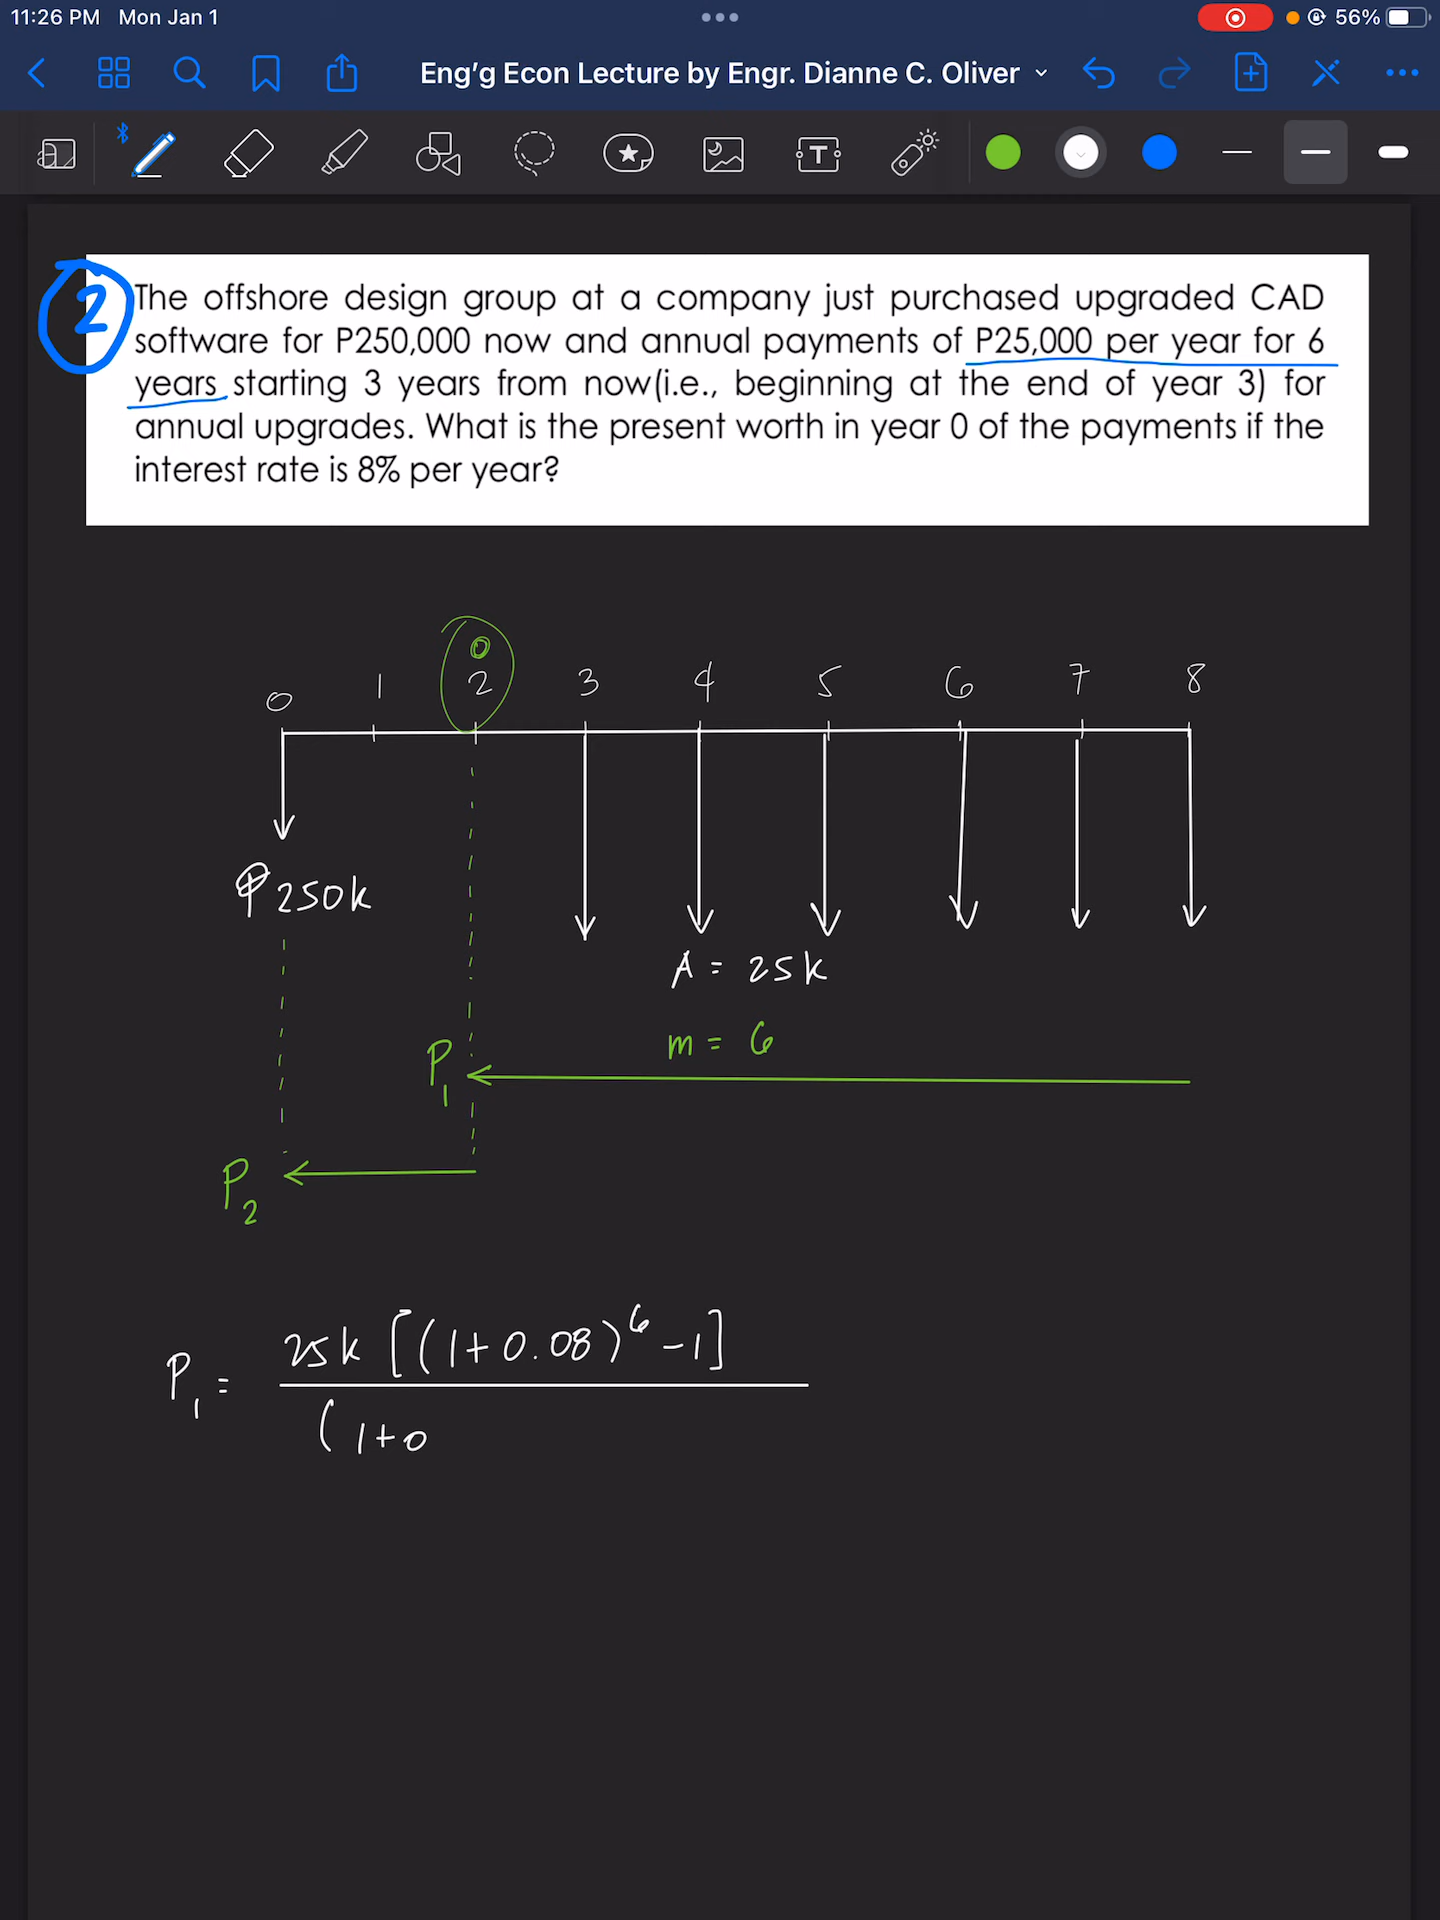 11:26 PM Mon Jan 1
56%
Eng'g Econ Lecture by Engr. Dianne C. Oliver
T
2
The offshore design group at a company just purchased upgraded CAD
software for P250,000 now and annual payments of P25,000 per year for 6
years starting 3 years from now(i.e., beginning at the end of year 3) for
annual upgrades. What is the present worth in year 0 of the payments if the
interest rate is 8% per year?
0
0 1 2 3 4 5 6 7 8
₱250k
A = 25k
m = 6
P₁
P₂
25k [(1+0.08)⁶ -1]
P₁ =
(1+0